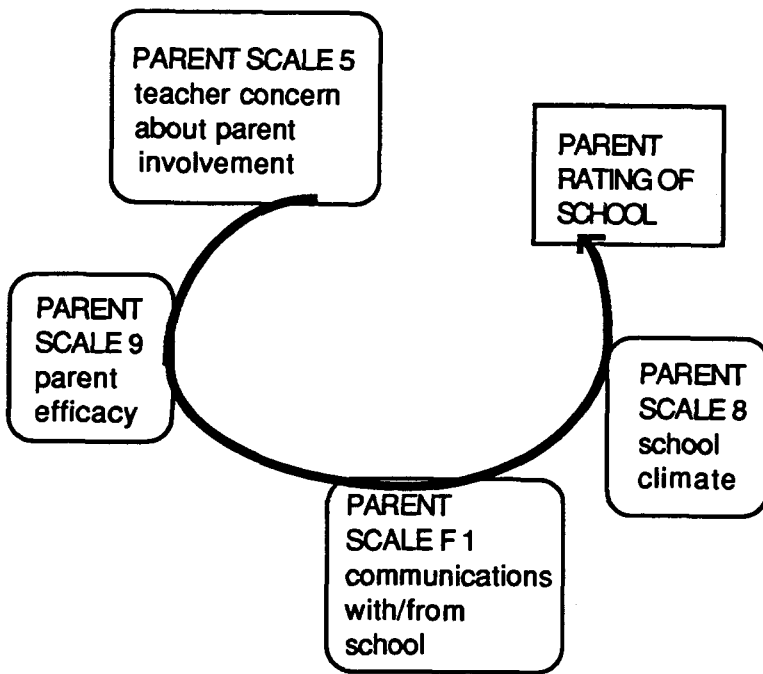 PARENT SCALE 5
teacher concern
about parent
involvement
PARENT
RATING OF
SCHOOL
PARENT
SCALE 9
parent
efficacy
PARENT
SCALE 8
school
climate
PARENT
SCALE F 1
communications
with/from
school